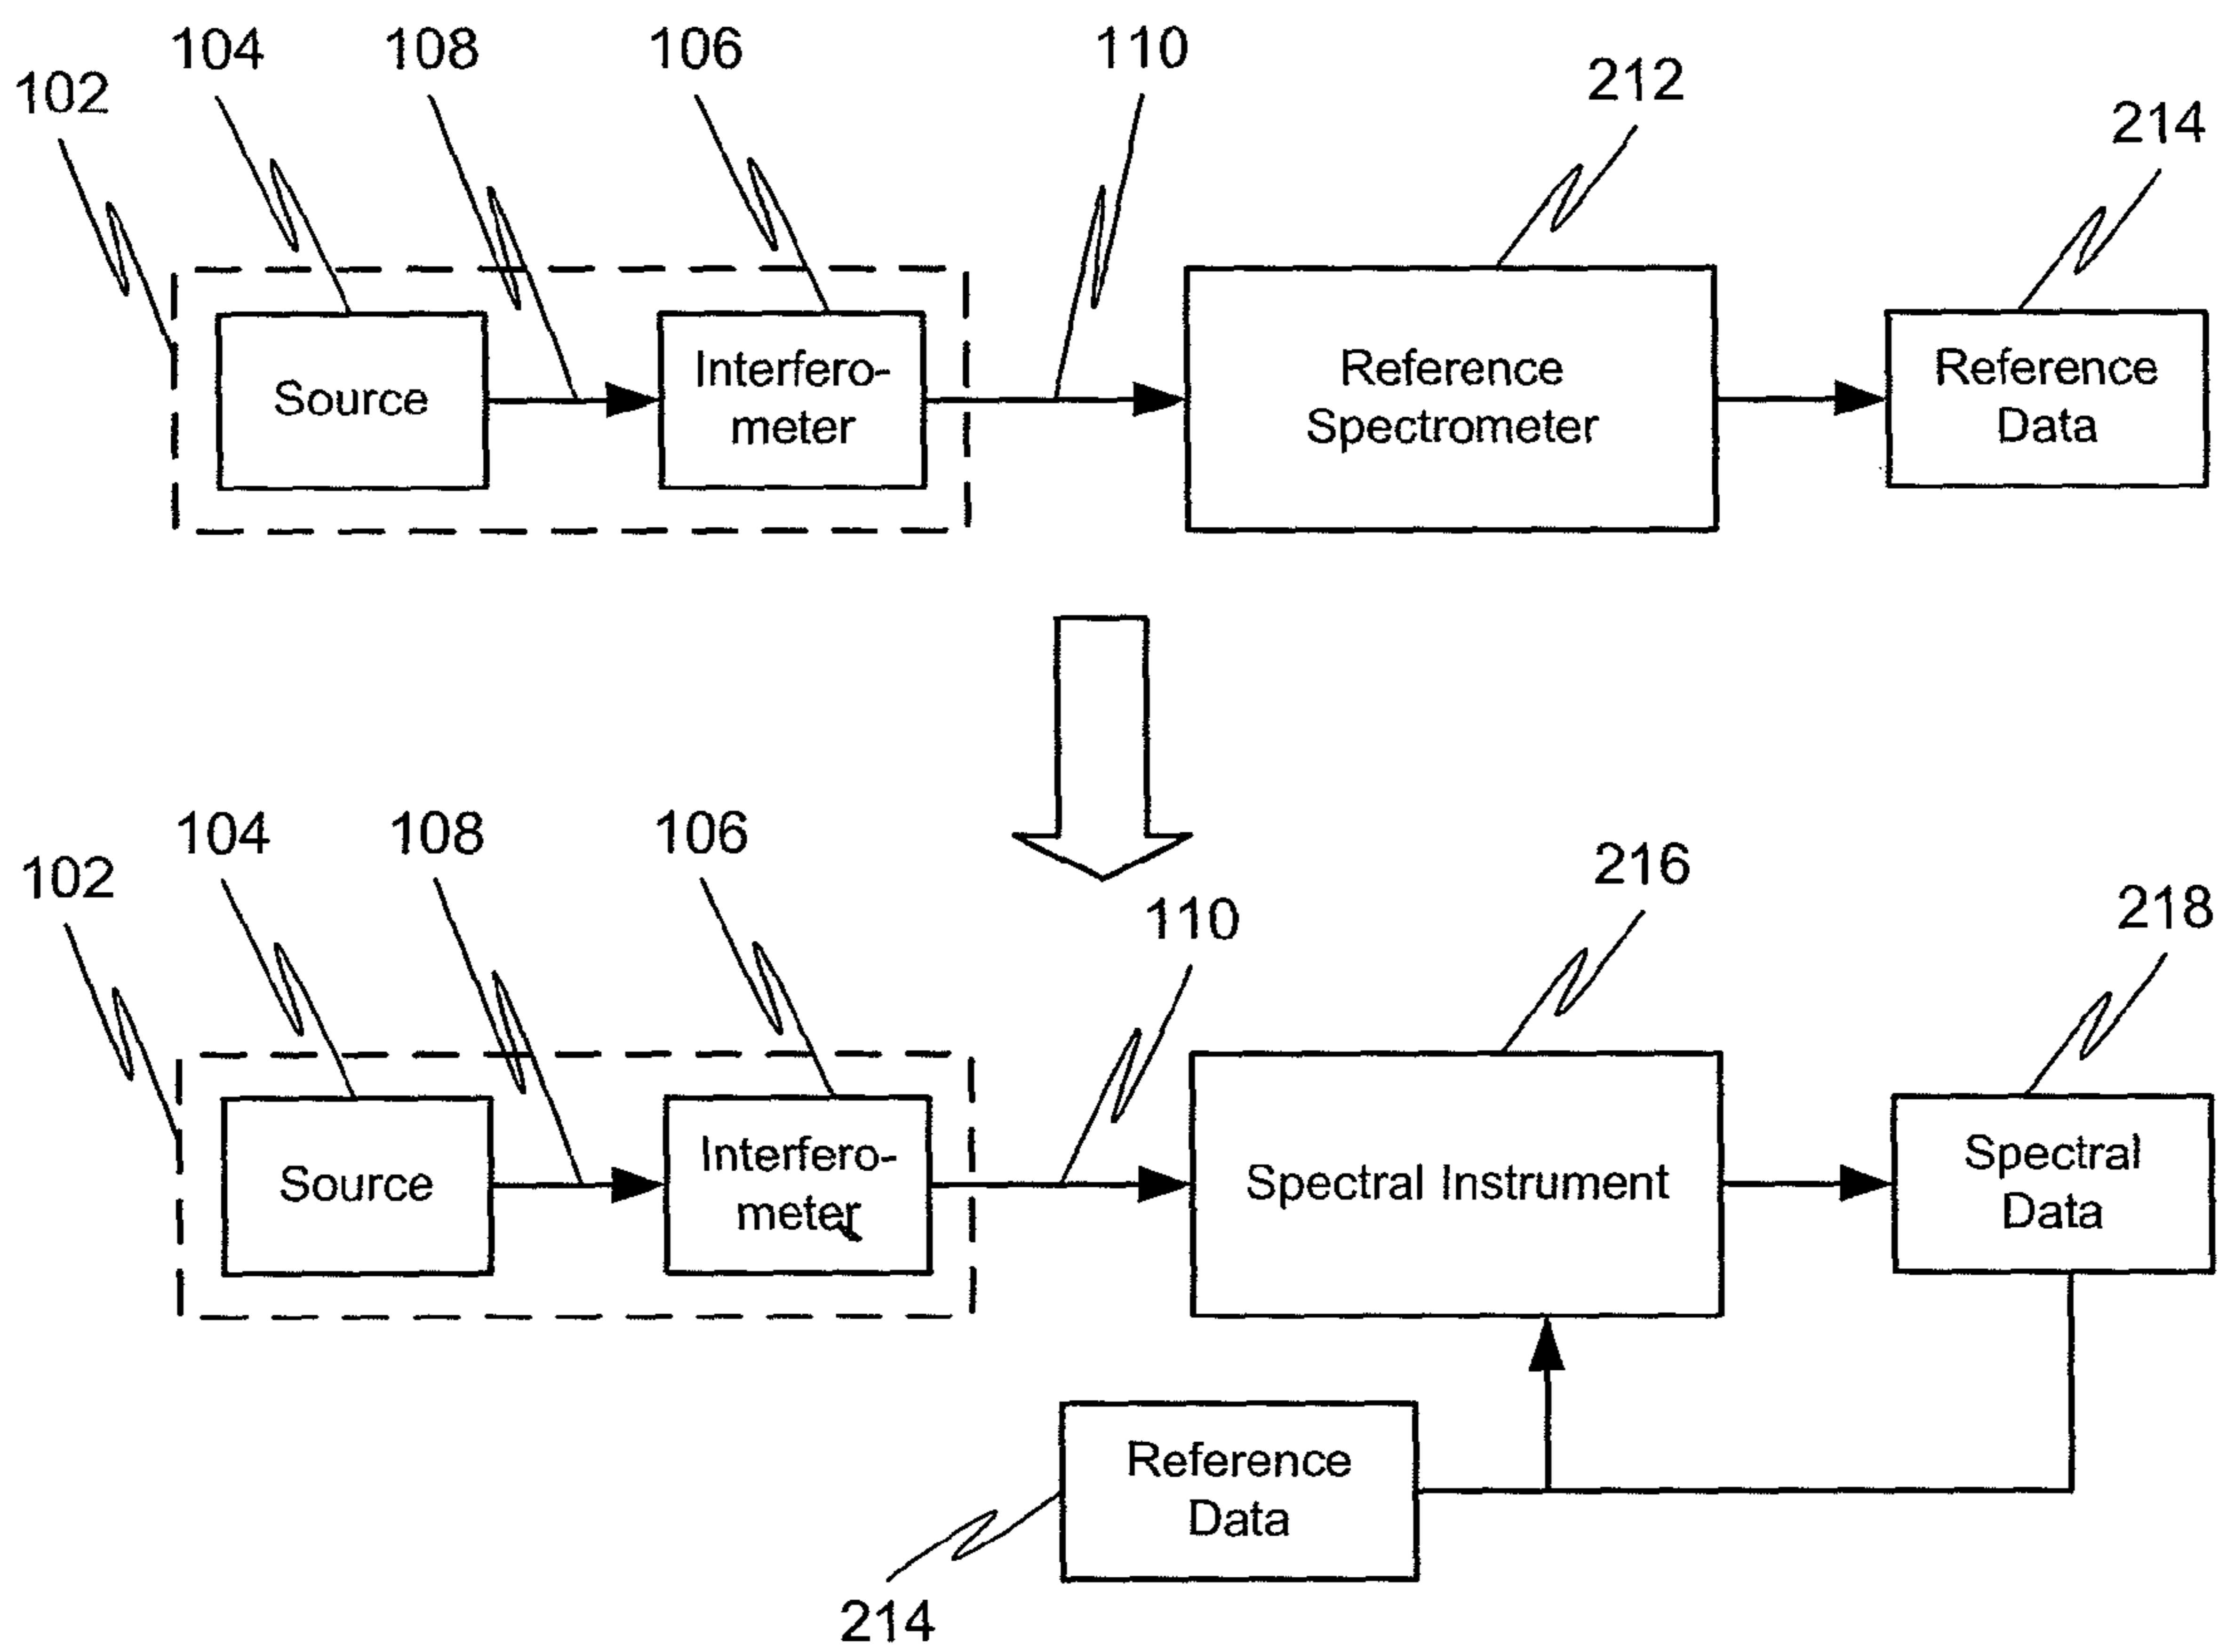 104
108
106
110
102
212
214
Source
Interfero-
meter
Reference
Spectrometer
Reference
Data
104
108
106
102
110
216
218
Source
Interfero-
meter
Spectral Instrument
Spectral
Data
Reference
Data
214